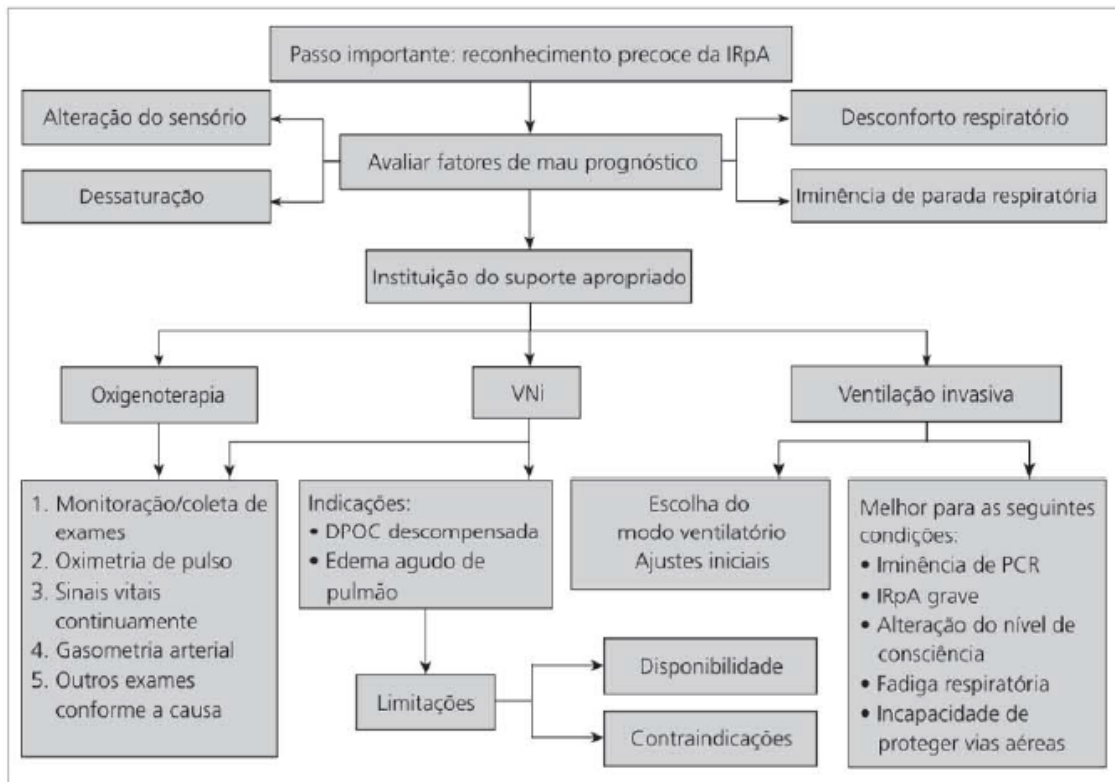 Passo importante: reconhecimento precoce da IRpA
Alteração do sensório
Desconforto respiratório
Avaliar fatores de mau prognóstico
Dessaturação
Iminência de parada respiratória
Instituição do suporte apropriado
Oxigenoterapia
VNi
Ventilação invasiva
1. Monitoração/coleta de
exames
2. Oximetria de pulso
3. Sinais vitais
continuamente
4. Gasometria arterial
5. Outros exames
conforme a causa
Indicações:
• DPOC descompensada
• Edema agudo de
pulmão
Escolha do
modo ventilatório
Ajustes iniciais
Melhor para as seguintes
condições:
• Iminência de PCR
• IRpA grave
• Alteração do nível de
consciência
• Fadiga respiratória
• Incapacidade de
proteger vias aéreas
Limitações
Disponibilidade
Contraindicações